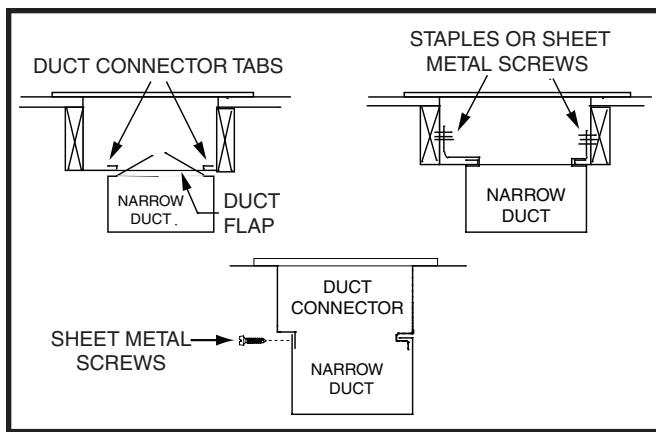 DUCT CONNECTOR TABS
NARROW
DUCT
DUCT
FLAP
STAPLES OR SHEET
METAL SCREWS
NARROW
DUCT
DUCT
CONNECTOR
SHEET METAL
SCREWS
NARROW
DUCT